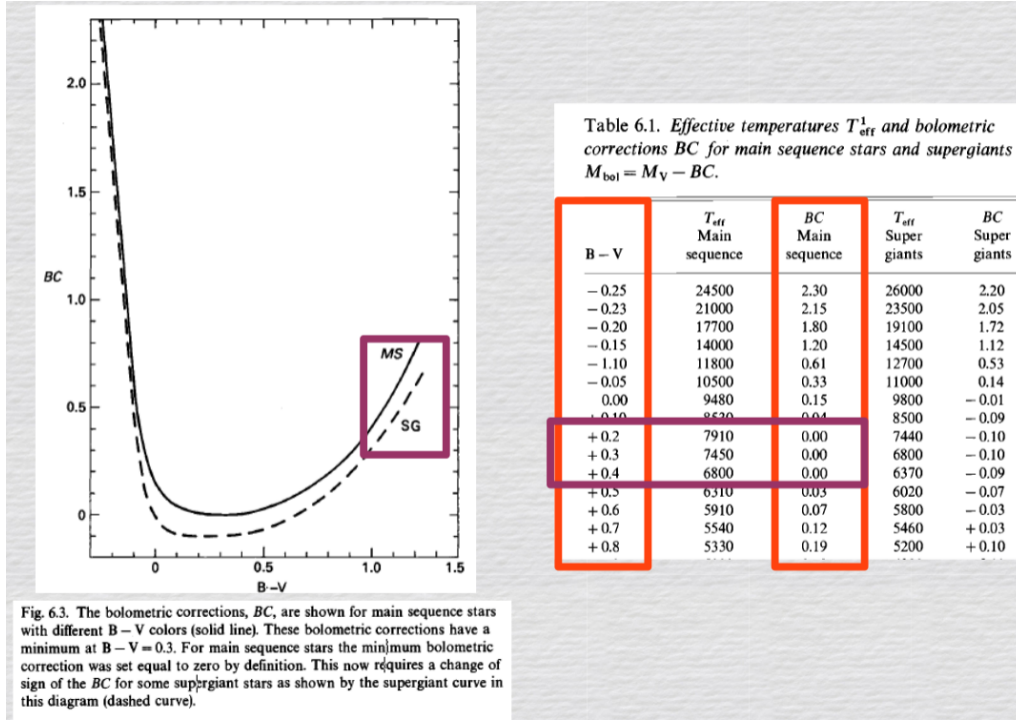 2.0
1.5
BC
1.0
MS
0.5
SG
0
0
0.5
1.0
1.5
B–V
Fig. 6.3. The bolometric corrections, BC, are shown for main sequence stars
with different B – V colors (solid line). These bolometric corrections have a
minimum at B – V = 0.3. For main sequence stars the minimum bolometric
correction was set equal to zero by definition. This now requires a change of
sign of the BC for some supergiant stars as shown by the supergiant curve in
this diagram (dashed curve).
Table 6.1. Effective temperatures T¹eff and bolometric
corrections BC for main sequence stars and supergiants
Mbol = MV – BC.
Teff BC Teff BC
Main Main Super Super
B – V sequence sequence giants giants
– 0.25 24500 2.30 26000 2.20
– 0.23 21000 2.15 23500 2.05
– 0.20 17700 1.80 19100 1.72
– 0.15 14000 1.20 14500 1.12
– 1.10 11800 0.61 12700 0.53
– 0.05 10500 0.33 11000 0.14
0.00 9480 0.15 9800 – 0.01
+ 0.10 8530 0.04 8500 – 0.09
+ 0.2 7910 0.00 7440 – 0.10
+ 0.3 7450 0.00 6800 – 0.10
+ 0.4 6800 0.00 6370 – 0.09
+ 0.5 6310 0.03 6020 – 0.07
+ 0.6 5910 0.07 5800 – 0.03
+ 0.7 5540 0.12 5460 + 0.03
+ 0.8 5330 0.19 5200 + 0.10